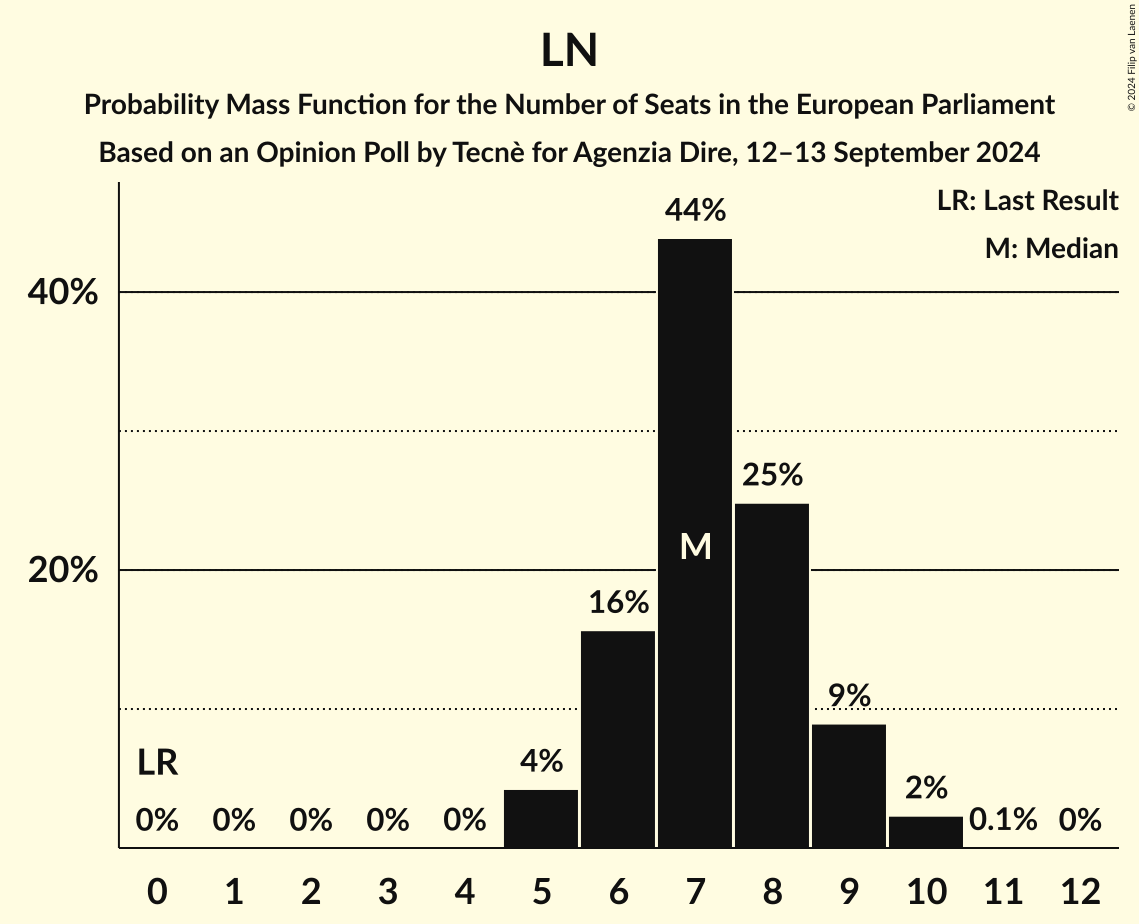 © 2024 Filip van Laenen
LN
Probability Mass Function for the Number of Seats in the European Parliament
Based on an Opinion Poll by Tecnè for Agenzia Dire, 12–13 September 2024
LR: Last Result
M: Median
44%
40%
25%
M
20%
16%
9%
LR
4%
2%
0% 0% 0% 0% 0% 0.1% 0%
0 1 2 3 4 5 6 7 8 9 10 11 12